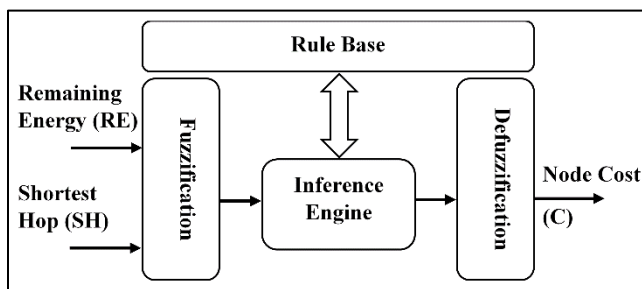 Rule Base
Remaining
Energy (RE)
Shortest
Hop (SH)
Fuzzification
Inference
Engine
Defuzzification
Node Cost
(C)